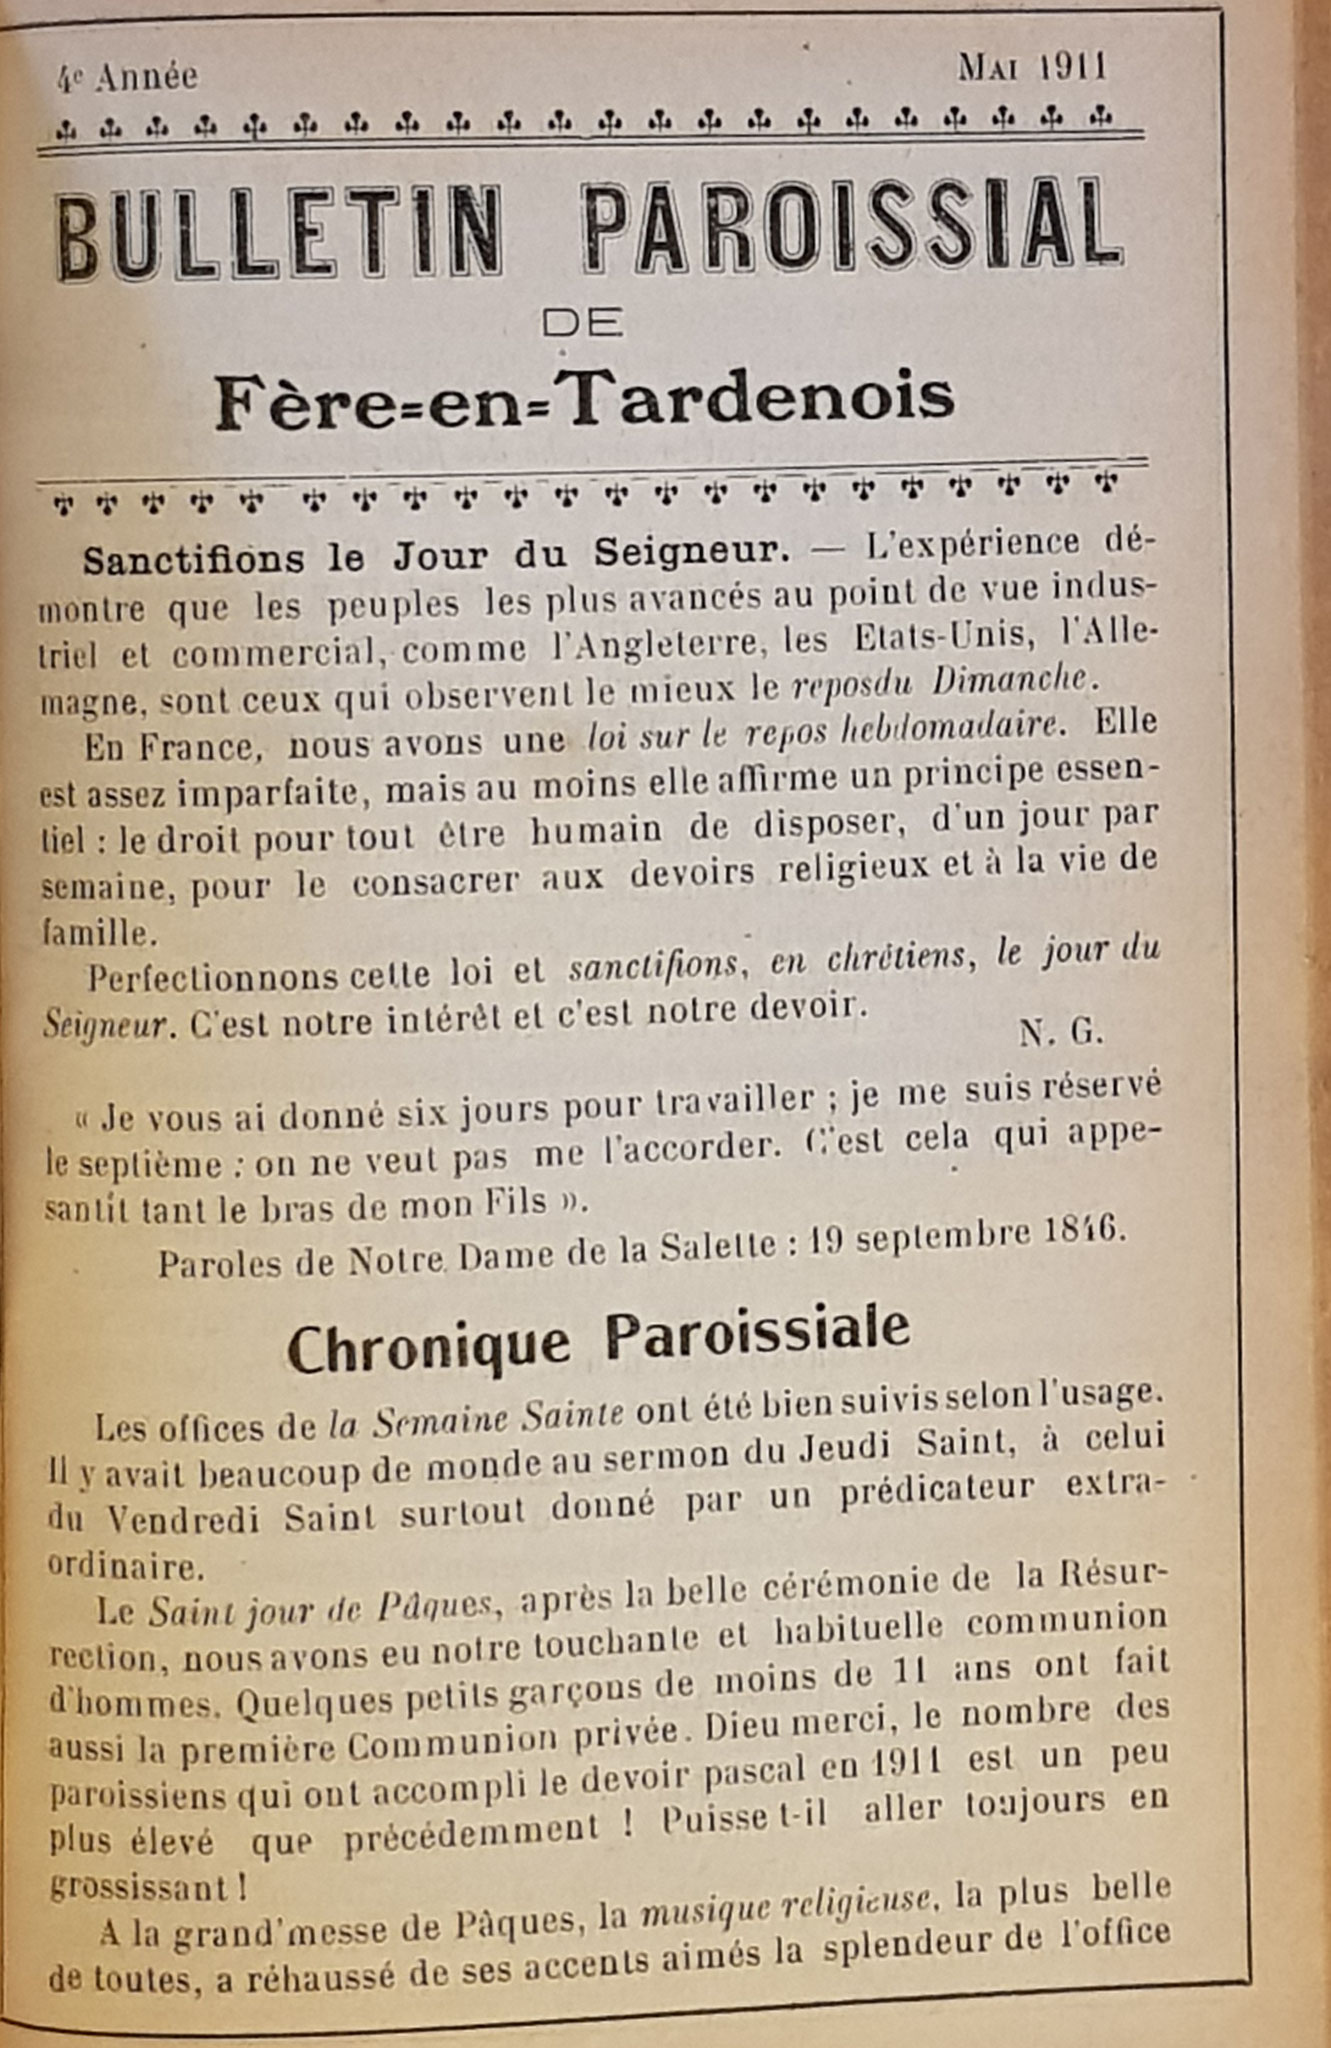 4e Année
MAI 1911
BULLETIN PAROISSIAL
DE
Fère=en=Tardenois
Sanctifions le Jour du Seigneur. — L'expérience dé-
montre que les peuples les plus avancés au point de vue indus-
triel et commercial, comme l'Angleterre, les Etats-Unis, l'Alle-
magne, sont ceux qui observent le mieux le reposdu Dimanche.
En France, nous avons une loi sur le repos hebdomadaire. Elle
est assez imparfaite, mais au moins elle affirme un principe essen-
tiel : le droit pour tout être humain de disposer, d'un jour par
semaine, pour le consacrer aux devoirs religieux et à la vie de
famille.
Perfectionnons cette loi et sanctifions, en chrétiens, le jour du
Seigneur. C'est notre intérêt et c'est notre devoir.
N. G.
« Je vous ai donné six jours pour travailler ; je me suis réservé
le septième : on ne veut pas me l'accorder. C'est cela qui appe-
santit tant le bras de mon Fils ».
Paroles de Notre Dame de la Salette : 19 septembre 1846.
Chronique Paroissiale
Les offices de la Semaine Sainte ont été bien suivis selon l'usage.
Il y avait beaucoup de monde au sermon du Jeudi Saint, à celui
du Vendredi Saint surtout donné par un prédicateur extra-
ordinaire.
Le Saint jour de Pâques, après la belle cérémonie de la Résur-
rection, nous avons eu notre touchante et habituelle communion
d'hommes. Quelques petits garçons de moins de 11 ans ont fait
aussi la première Communion privée. Dieu merci, le nombre des
paroissiens qui ont accompli le devoir pascal en 1911 est un peu
plus élevé que précédemment ! Puisse t-il aller toujours en
grossissant !
A la grand'messe de Pâques, la musique religieuse, la plus belle
de toutes, a réhaussé de ses accents aimés la splendeur de l'office